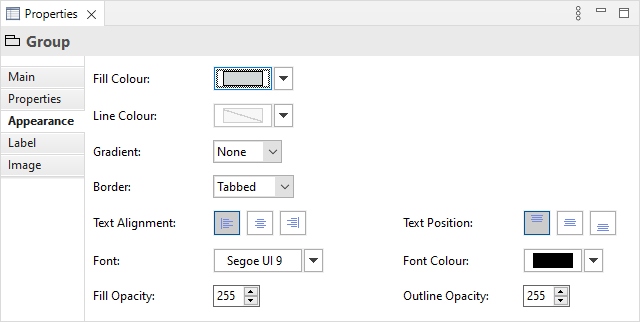 Properties
Group
Main
Properties
Appearance
Label
Image
Fill Colour:
Line Colour:
Gradient: None
Border: Tabbed
Text Alignment: Text Position:
Font: Segoe UI 9 Font Colour:
Fill Opacity: 255 Outline Opacity: 255